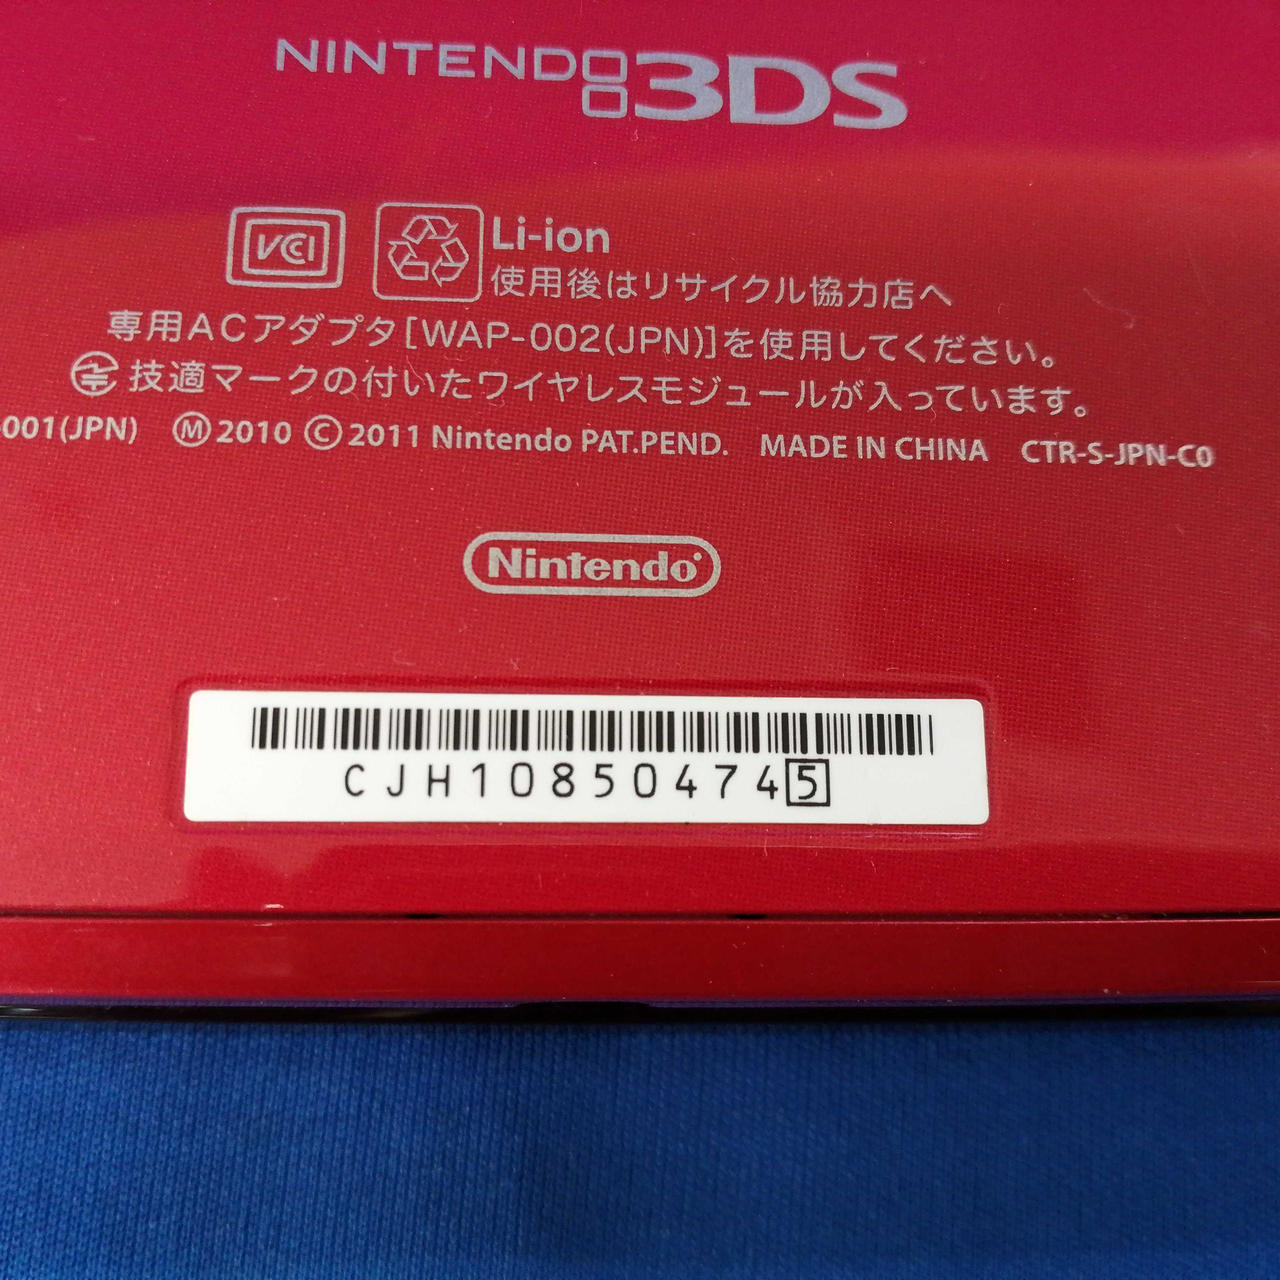 NINTENDO 3DS
VCCI
Li-ion
使用後はリサイクル協力店へ
専用ACアダプタ[WAP-002(JPN)]を使用してください。
技適マークの付いたワイヤレスモジュールが入っています。
-001(JPN) Ⓜ2010 ©2011 Nintendo PAT.PEND. MADE IN CHINA CTR-S-JPN-C0
Nintendo
CJH108504745